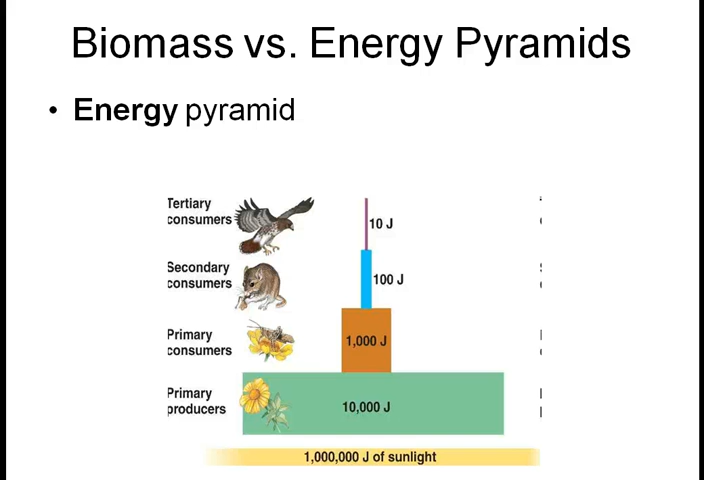 Biomass vs. Energy Pyramids
• Energy pyramid
Tertiary
consumers
10 J
Secondary
consumers
100 J
Primary
consumers
1,000 J
Primary
producers
10,000 J
1,000,000 J of sunlight